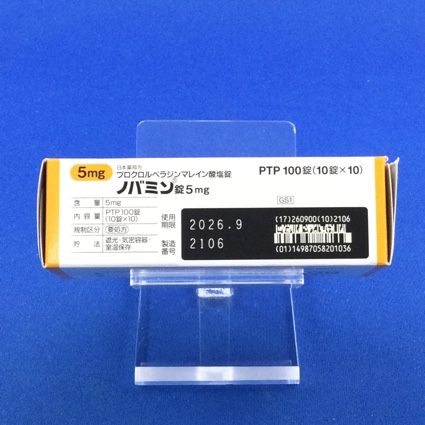 5mg
日本薬局方
プロクロルペラジンマレイン酸塩錠
ノバミン錠5mg
PTP 100錠(10錠×10)
含量 5mg
内容量 PTP100錠
(10錠×10)
規制区分 要処方
貯法 遮光・気密容器・
室温保存
使用
期限
2026.9
製造
番号
2106
GS1
(17)260900(10)2106
(01)14987058201036